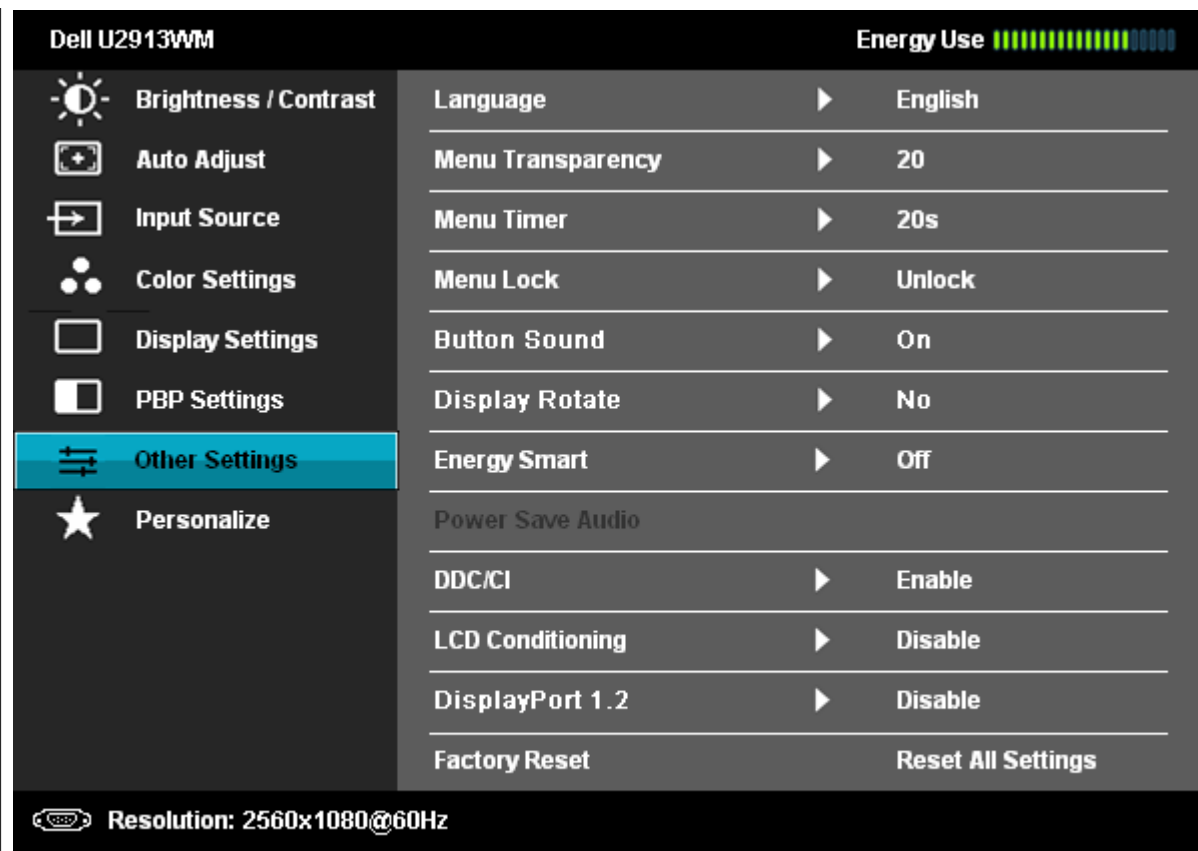 Dell U2913WM
Energy Use
Brightness / Contrast
Auto Adjust
Input Source
Color Settings
Display Settings
PBP Settings
Other Settings
Personalize
Language English
Menu Transparency 20
Menu Timer 20s
Menu Lock Unlock
Button Sound On
Display Rotate No
Energy Smart Off
Power Save Audio
DDC/CI Enable
LCD Conditioning Disable
DisplayPort 1.2 Disable
Factory Reset Reset All Settings
Resolution: 2560x1080@60Hz